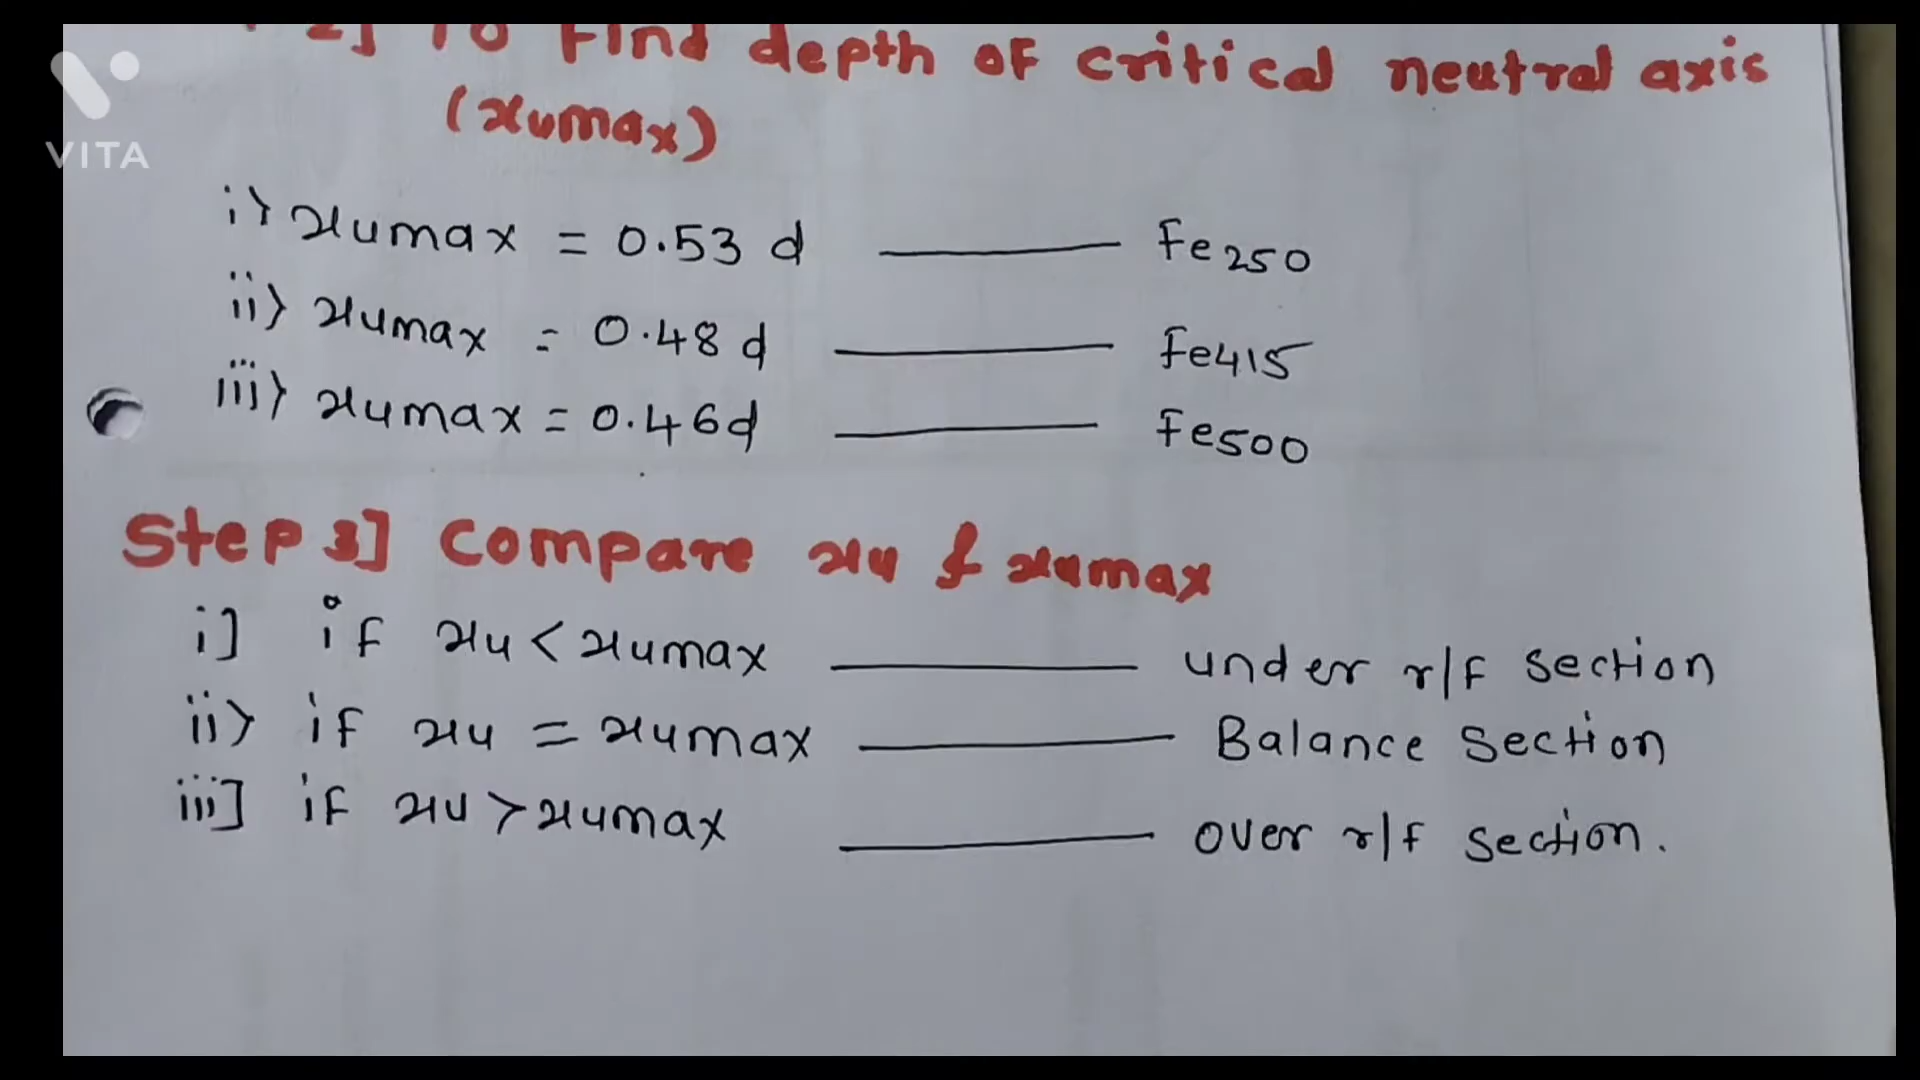 2] To Find depth of critical neutral axis
(xumax)
VITA
i) xumax = 0.53 d Fe250
ii) xumax = 0.48 d Fe415
iii) xumax = 0.46d Fe500
Step 3] Compare xu & xumax
i] if xu < xumax under r/f section
ii) if xu = xumax Balance Section
iii] if xu > xumax over r/f section.